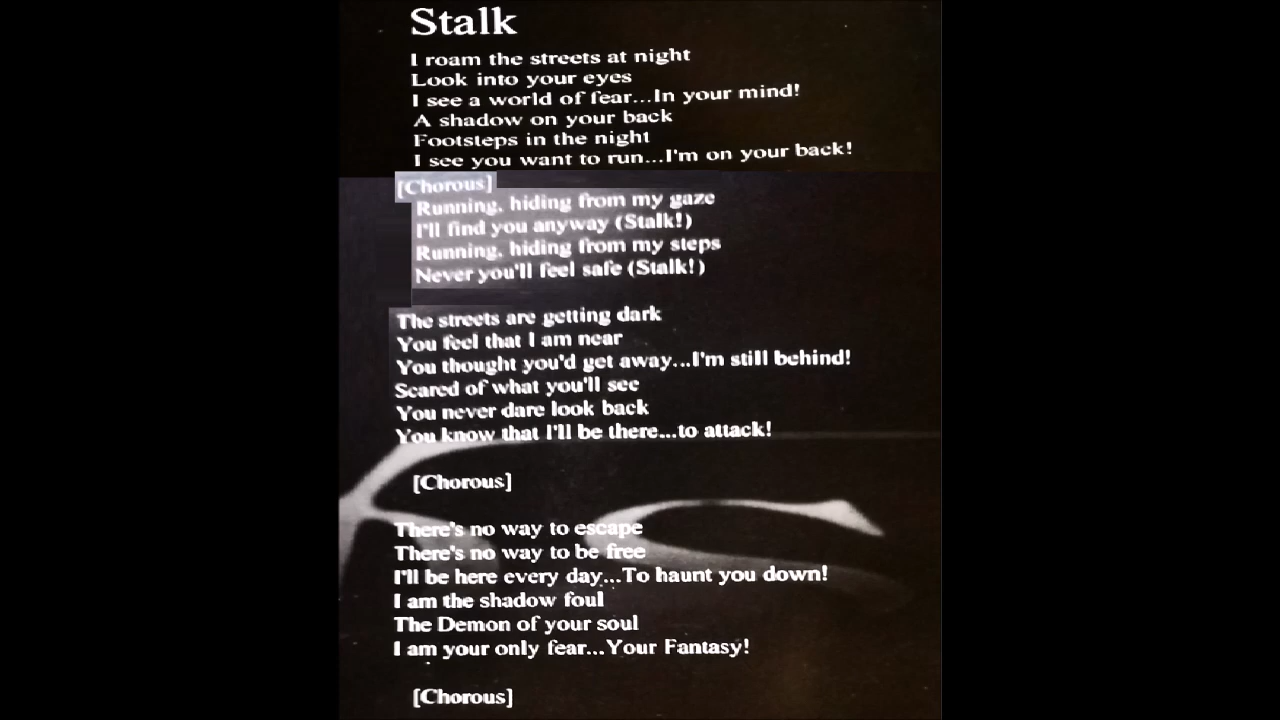 Stalk
I roam the streets at night
Look into your eyes
I see a world of fear...In your mind!
A shadow on your back
Footsteps in the night
I see you want to run...I'm on your back!
[Chorous]
Running, hiding from my gaze
I'll find you anyway (Stalk!)
Running, hiding from my steps
Never you'll feel safe (Stalk!)
The streets are getting dark
You feel that I am near
You thought you'd get away...I'm still behind!
Scared of what you'll see
You never dare look back
You know that I'll be there...to attack!
[Chorous]
There's no way to escape
There's no way to be free
I'll be here every day...To haunt you down!
I am the shadow foul
The Demon of your soul
I am your only fear...Your Fantasy!
[Chorous]